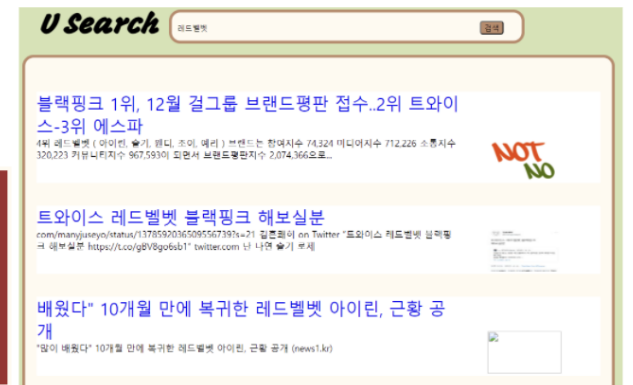 U Search
레드벨벳
검색
블랙핑크 1위, 12월 걸그룹 브랜드평판 접수..2위 트와이
스-3위 에스파
4위 레드벨벳 ( 아이린, 슬기, 웬디, 조이, 예리 ) 브랜드는 참여지수 74,324 미디어지수 712,226 소통지수
320,223 커뮤니티지수 967,593이 되면서 브랜드평판지수 2,074,366으로...
NOT
NO
트와이스 레드벨벳 블랙핑크 해보실분
com/manyjuseyo/status/1378592036509556739?s=21 on Twitter "트와이스 레드벨벳 블랙핑
크 해보실분 https://t.co/gBV8go6sb1" twitter.com 난 나연 슬기 로제
배웠다" 10개월 만에 복귀한 레드벨벳 아이린, 근황 공
개
"많이 배웠다" 10개월 만에 복귀한 레드벨벳 아이린, 근황 공개 (news1.kr)